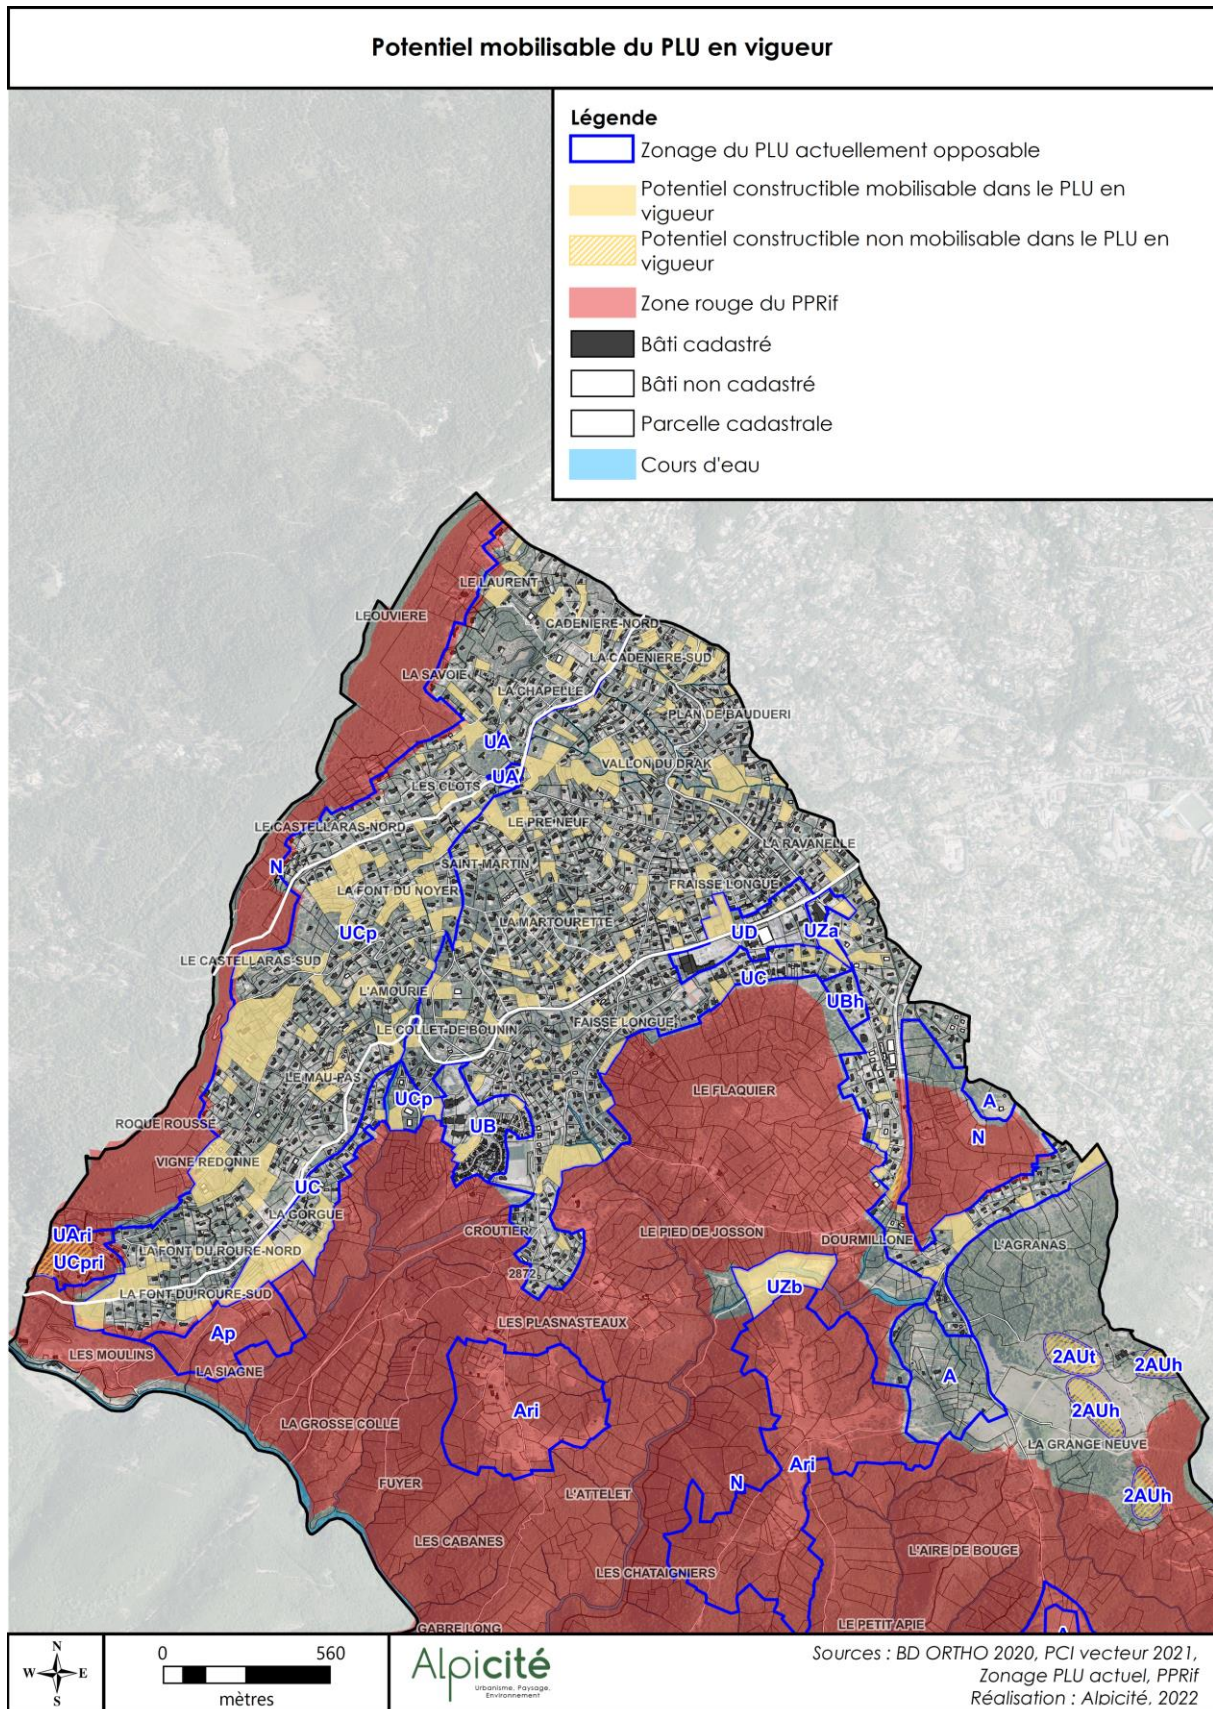 Potentiel mobilisable du PLU en vigueur
Légende
Zonage du PLU actuellement opposable
Potentiel constructible mobilisable dans le PLU en
vigueur
Potentiel constructible non mobilisable dans le PLU en
vigueur
Zone rouge du PPRif
Bâti cadastré
Bâti non cadastré
Parcelle cadastrale
Cours d'eau
LE LAURENT
LEOUVIERE
CADENIERE-NORD
LA CADENIERE-SUD
LA SAVOIE
LA CHAPELLE
PLAN DE BAUDUERI
UA
VALLON DU DRAK
UA
LES CLOTS
LE CASTELLARAS-NORD
LE PRE NEUF
LA RAVANELLE
N
SAINT-MARTIN
LA FONT DU NOYER
FRAISSE LONGUE
LA MARTOURETTE
UCp
UD
UZa
LE CASTELLARAS-SUD
UC
L'AMOURIE
UBh
LE COLLET DE BOUNIN
FAISSE LONGUE
LE MAU-PAS
LE FLAQUIER
UCp
A
ROQUE ROUSSE
UB
N
VIGNE REDONNE
UC
LA GORGUE
UAri
CROUTIER
LE PIED DE JOSSON
DOURMILLONE
L'AGRANAS
LA FONT DU ROURE-NORD
UCpri
2872
UZb
LA FONT DU ROURE-SUD
LES PLASNASTEAUX
Ap
LES MOULINS
LA SIAGNE
2AUt
2AUh
A
Ari
2AUh
LA GROSSE COLLE
LA GRANGE NEUVE
Ari
FUYER
N
L'ATTELET
2AUh
LES CABANES
L'AIRE DE BOUGE
LES CHATAIGNIERS
GABRE LONG
LE PETIT APIE
A
N
W
E
S
0
560
mètres
Alpicité
Urbanisme, Paysage,
Environnement
Sources : BD ORTHO 2020, PCI vecteur 2021,
Zonage PLU actuel, PPRif
Réalisation : Alpicité, 2022